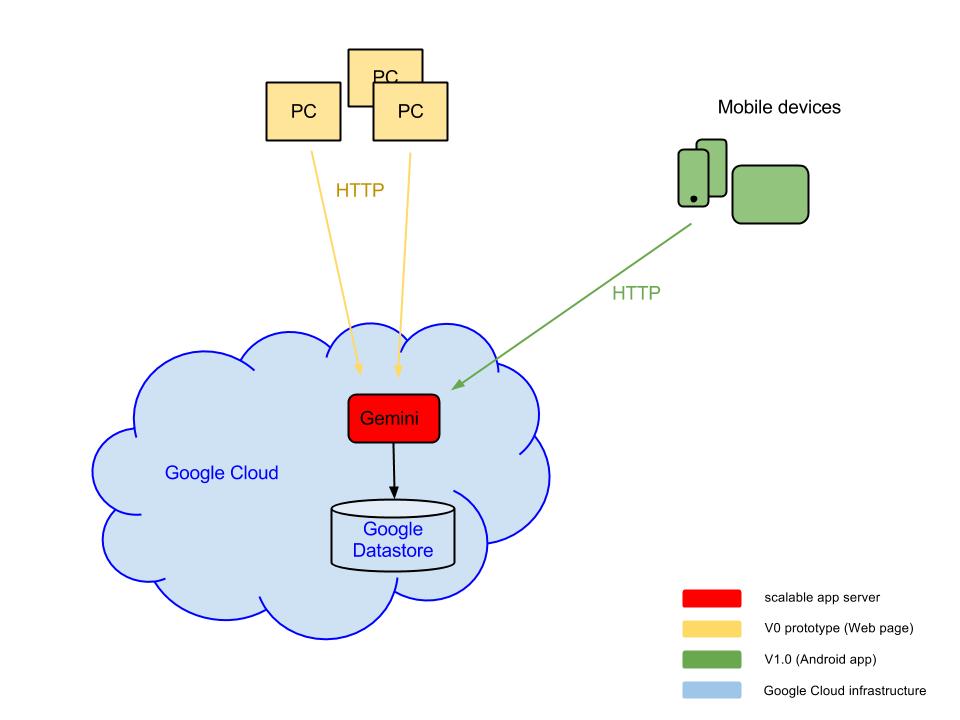 PC
PC
PC
Mobile devices
HTTP
HTTP
Gemini
Google Cloud
Google
Datastore
scalable app server
V0 prototype (Web page)
V1.0 (Android app)
Google Cloud infrastructure